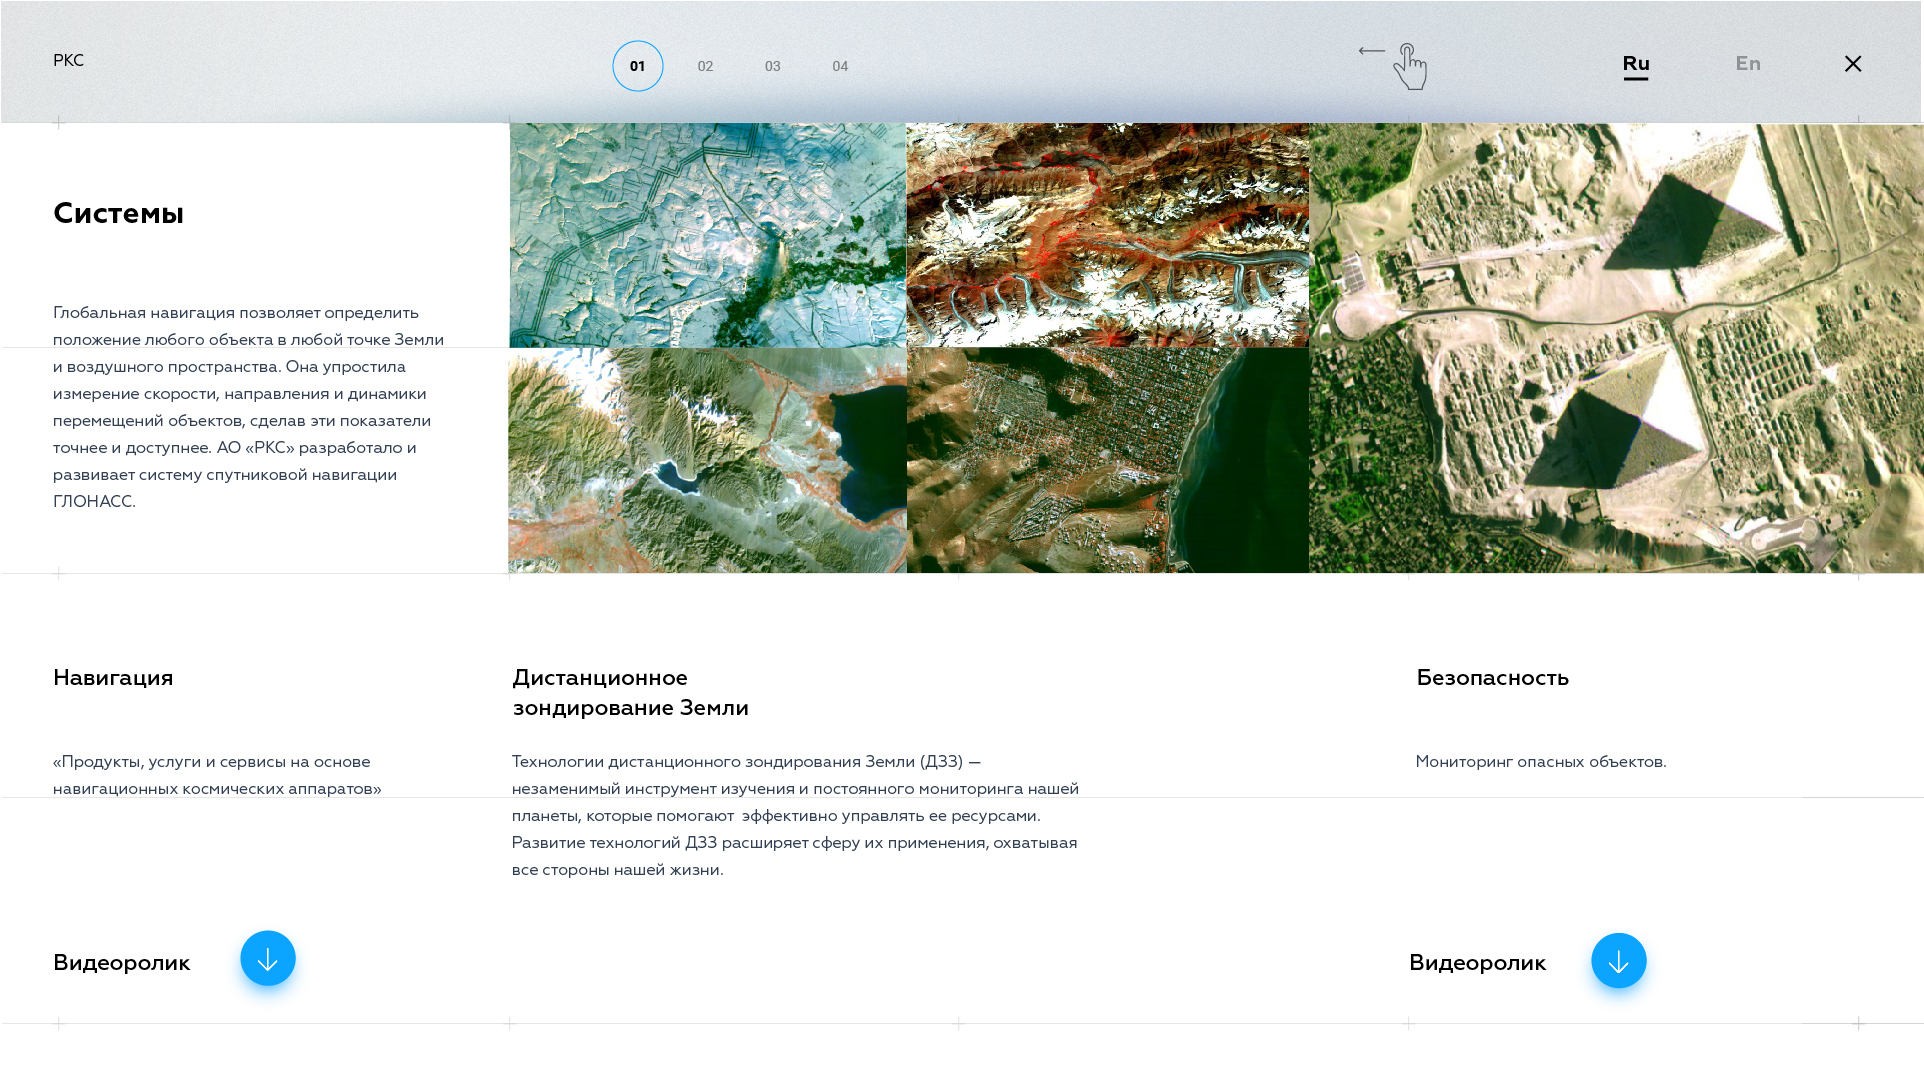 РКС
01 02 03 04
Ru En
Системы
Глобальная навигация позволяет определить
положение любого объекта в любой точке Земли
и воздушного пространства. Она упростила
измерение скорости, направления и динамики
перемещений объектов, сделав эти показатели
точнее и доступнее. АО «РКС» разработало и
развивает систему спутниковой навигации
ГЛОНАСС.
Навигация
«Продукты, услуги и сервисы на основе
навигационных космических аппаратов»
Видеоролик
Дистанционное
зондирование Земли
Технологии дистанционного зондирования Земли (ДЗЗ) —
незаменимый инструмент изучения и постоянного мониторинга нашей
планеты, которые помогают  эффективно управлять ее ресурсами.
Развитие технологий ДЗЗ расширяет сферу их применения, охватывая
все стороны нашей жизни.
Безопасность
Мониторинг опасных объектов.
Видеоролик